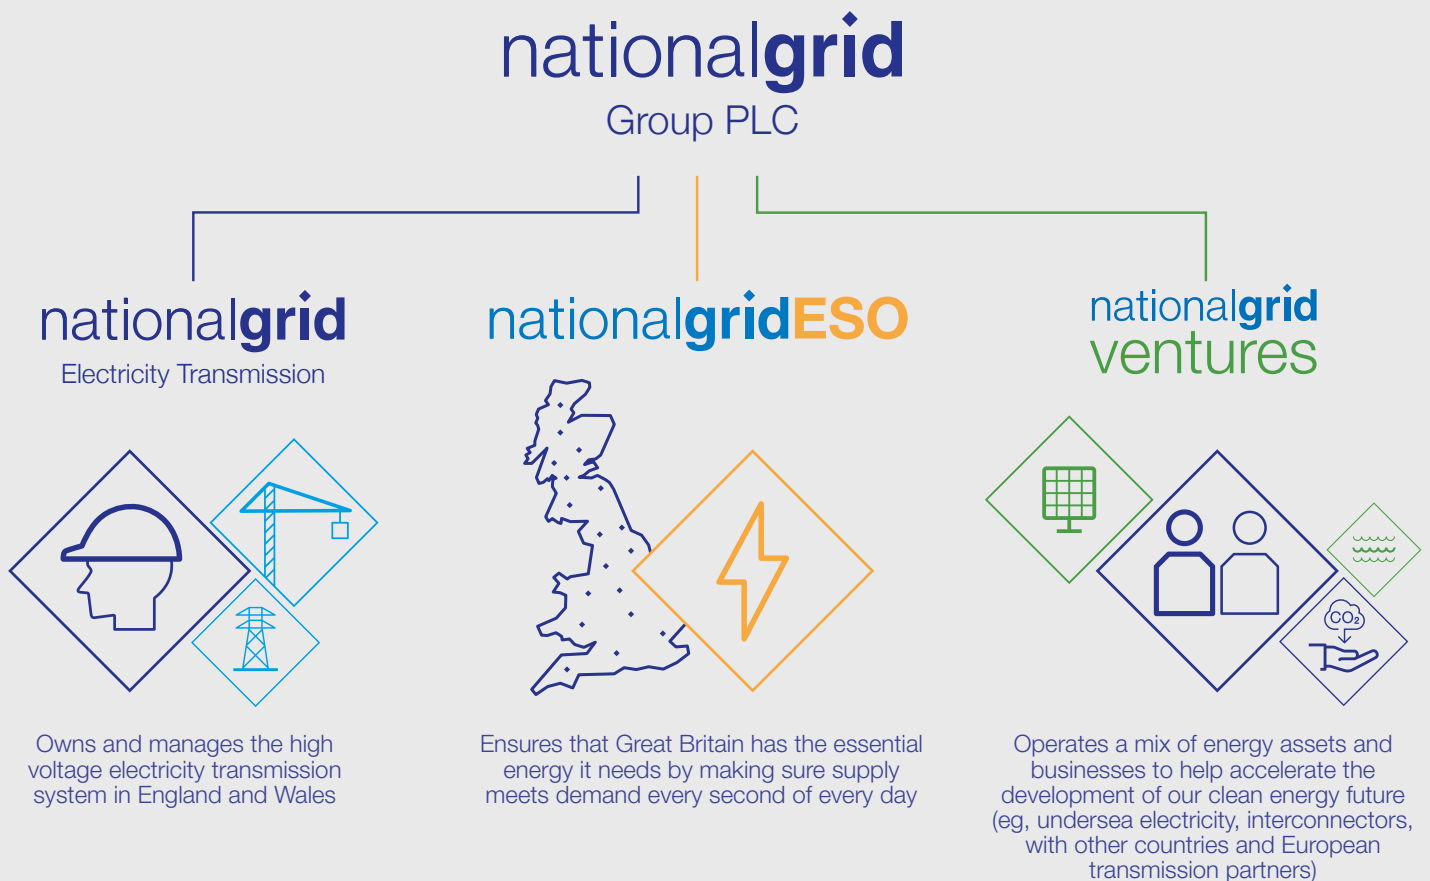 nationalgrid
Group PLC
nationalgrid
Electricity Transmission
nationalgridESO
nationalgrid
ventures
CO₂
Owns and manages the high
voltage electricity transmission
system in England and Wales
Ensures that Great Britain has the essential
energy it needs by making sure supply
meets demand every second of every day
Operates a mix of energy assets and
businesses to help accelerate the
development of our clean energy future
(eg, undersea electricity, interconnectors,
with other countries and European
transmission partners)